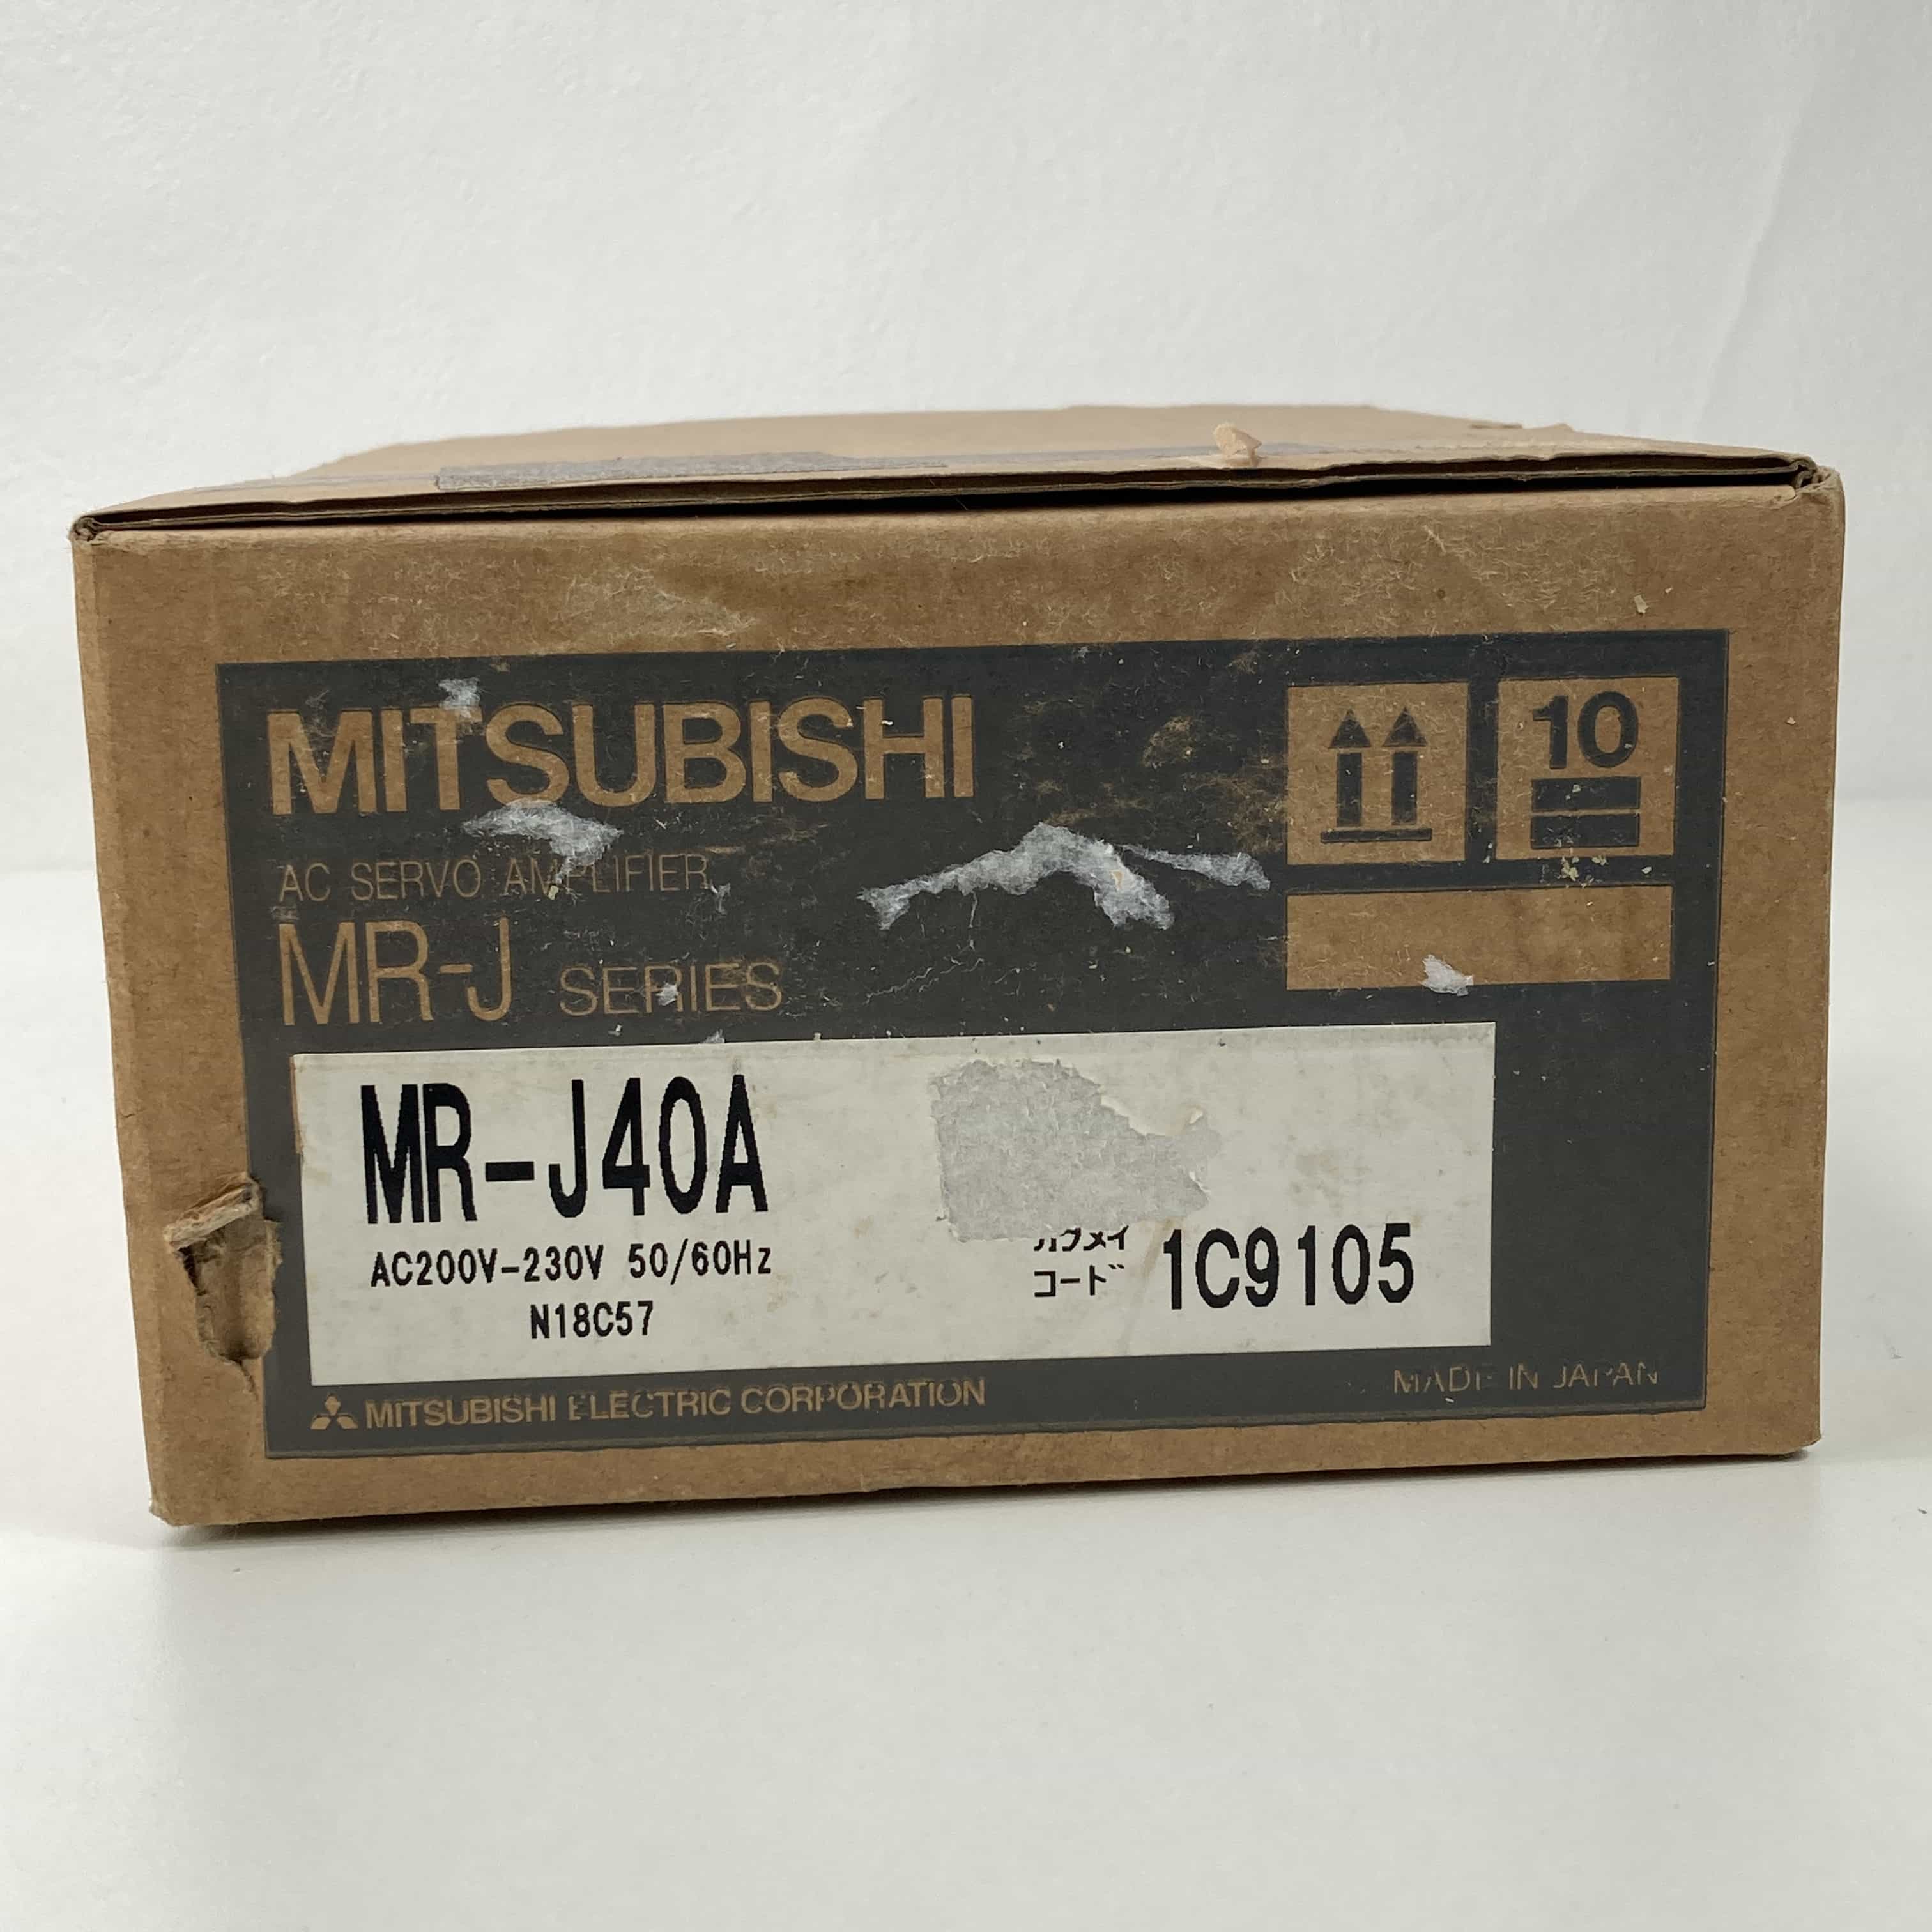 MITSUBISHI
10
AC SERVO AMPLIFIER
MR-J SERIES
MR-J40A
AC200V-230V 50/60Hz
コード 1C9105
N18C57
MITSUBISHI ELECTRIC CORPORATION
MADE IN JAPAN